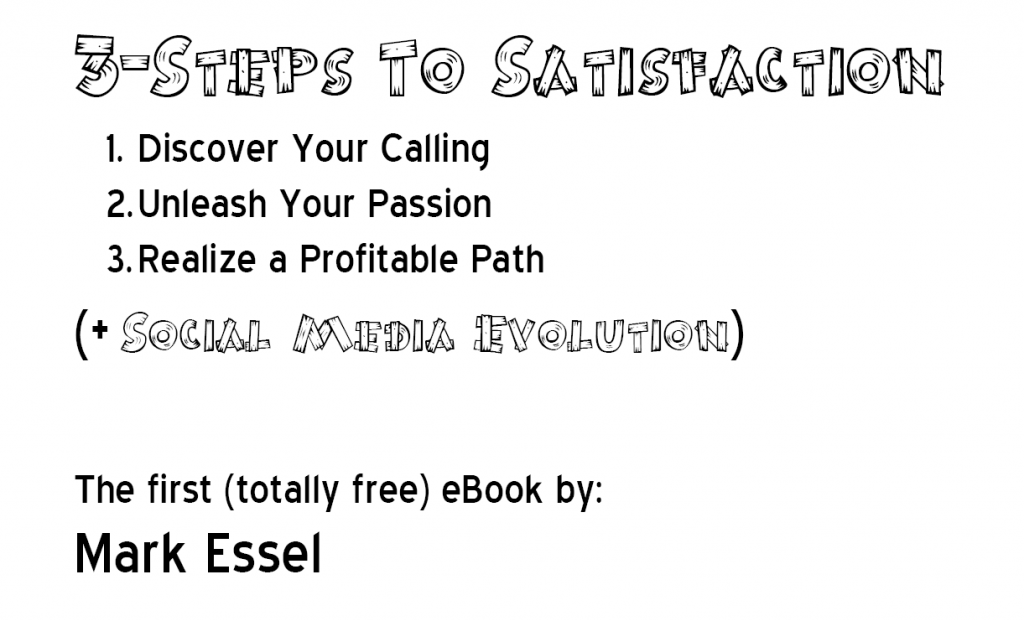 3-Steps To Satisfaction
1. Discover Your Calling
2. Unleash Your Passion
3. Realize a Profitable Path
(+ Social Media Evolution)
The first (totally free) eBook by:
Mark Essel